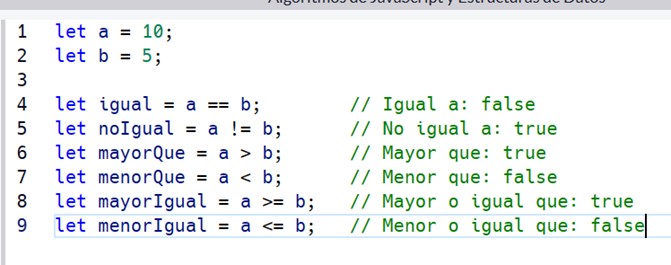 Algoritmos de JavaScript y Estructuras de Datos
1 let a = 10;
2 let b = 5;
3
4 let igual = a == b; // Igual a: false
5 let noIgual = a != b; // No igual a: true
6 let mayorQue = a > b; // Mayor que: true
7 let menorQue = a < b; // Menor que: false
8 let mayorIgual = a >= b; // Mayor o igual que: true
9 let menorIgual = a <= b; // Menor o igual que: false